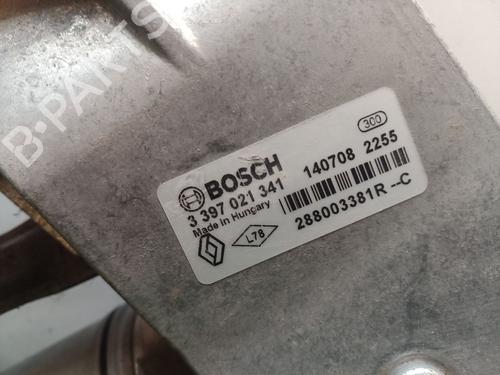 B-PARTS
300
BOSCH
3 397 021 341
140708 2255
Made in Hungary
L78
288003381R--C